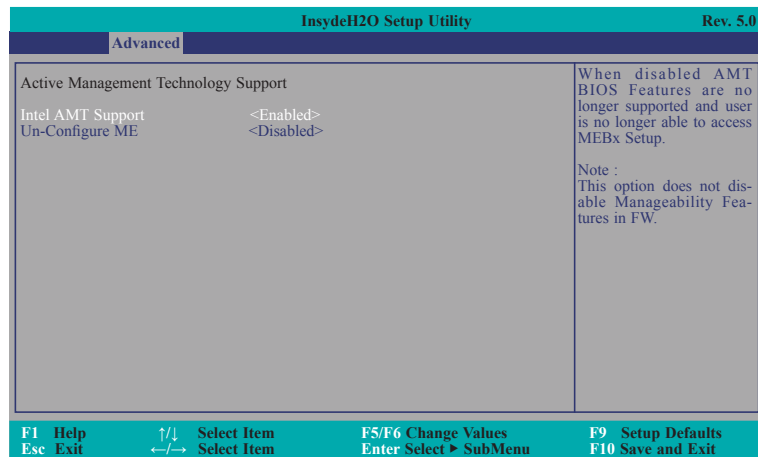 InsydeH2O Setup Utility Rev. 5.0
Advanced
Active Management Technology Support
Intel AMT Support <Enabled>
Un-Configure ME <Disabled>
When disabled AMT
BIOS Features are no
longer supported and user
is no longer able to access
MEBx Setup.
Note :
This option does not dis-
able Manageability Fea-
tures in FW.
F1 Help ↑/↓ Select Item F5/F6 Change Values F9 Setup Defaults
Esc Exit ←/→ Select Item Enter Select ▶ SubMenu F10 Save and Exit